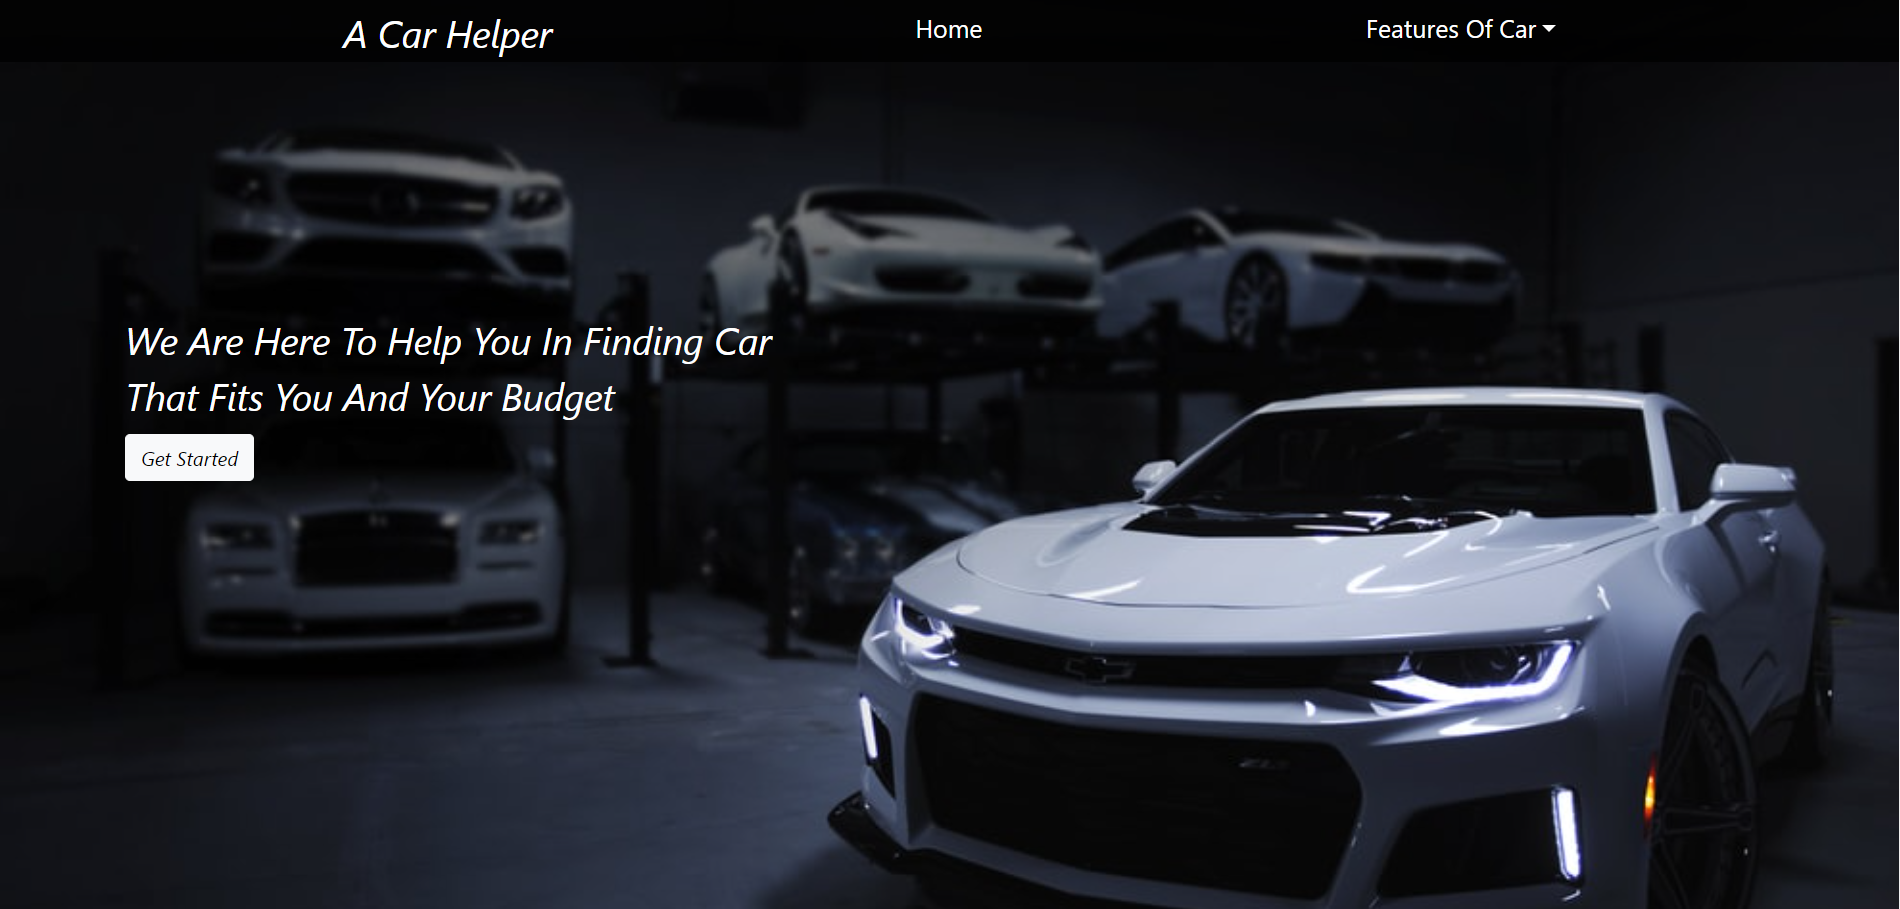 A Car Helper
Home
Features Of Car
We Are Here To Help You In Finding Car
That Fits You And Your Budget
Get Started
ZL1